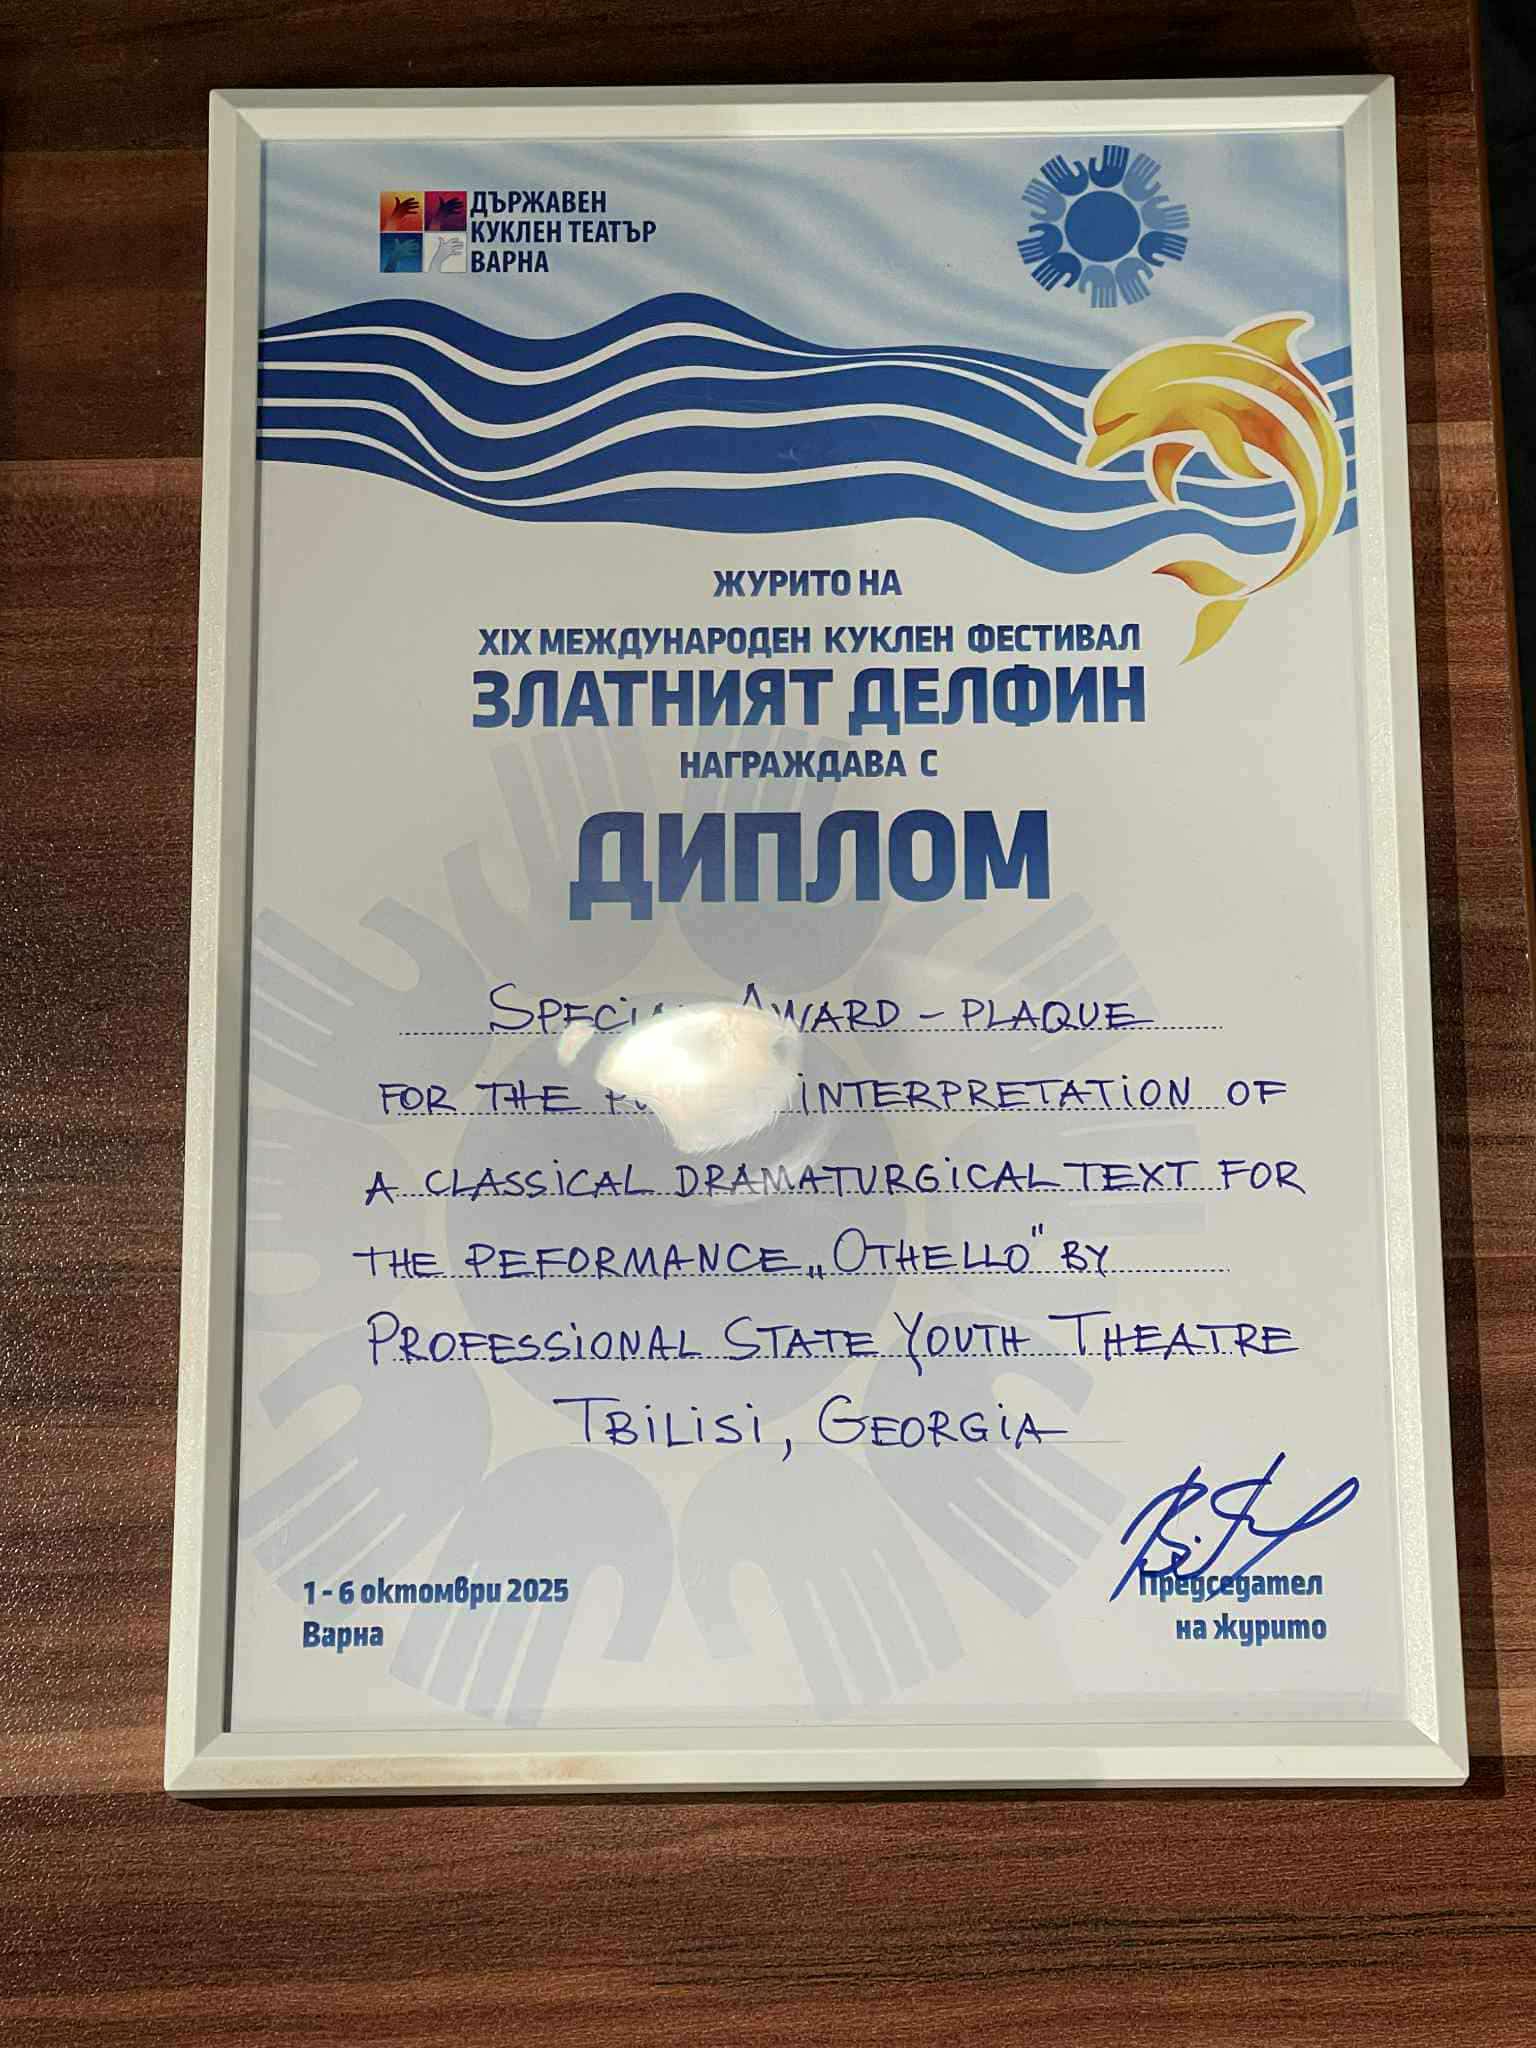 ДЪРЖАВЕН
КУКЛЕН ТЕАТЪР
ВАРНА
ЖУРИТО НА
XIX МЕЖДУНАРОДЕН КУКЛЕН ФЕСТИВАЛ
ЗЛАТНИЯТ ДЕЛФИН
НАГРАЖДАВА С
ДИПЛОМ
SPECIAL AWARD - PLAQUE
FOR THE INTERPRETATION OF
A CLASSICAL DRAMATURGICAL TEXT FOR
THE PEFORMANCE „OTHELLO" BY
PROFESSIONAL STATE YOUTH THEATRE
TBILISI, GEORGIA
1 - 6 октомври 2025
Варна
Председател
на журито